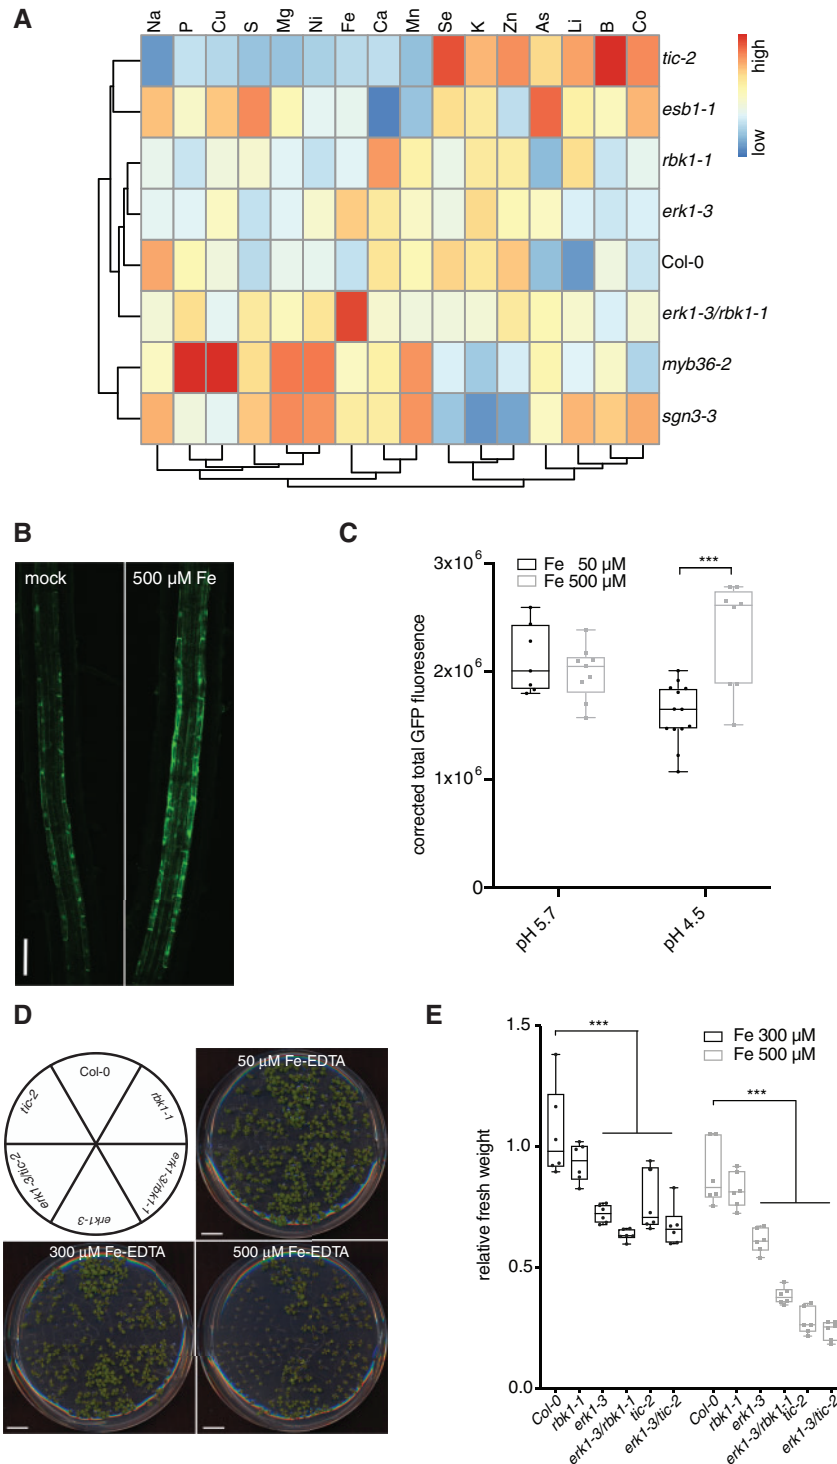 A
Na P Cu S Mg Ni Fe Ca Mn Se K Zn As Li B Co
tic-2
esb1-1
rbk1-1
erk1-3
Col-0
erk1-3/rbk1-1
myb36-2
sgn3-3
high
low
B
mock
500 µM Fe
C
corrected total GFP fluoresence
3x10⁶
2x10⁶
1x10⁶
0
Fe 50 µM
Fe 500 µM
***
pH 5.7
pH 4.5
D
Col-0
rbk1-1
erk1-3/rbk1-1
erk1-3
erk1-3/tic-2
tic-2
50 µM Fe-EDTA
300 µM Fe-EDTA
500 µM Fe-EDTA
E
relative fresh weight
1.5
1.0
0.5
0.0
***
Fe 300 µM
Fe 500 µM
***
Col-0
rbk1-1
erk1-3
erk1-3/rbk1-1
tic-2
erk1-3/tic-2
Col-0
rbk1-1
erk1-3
erk1-3/rbk1-1
tic-2
erk1-3/tic-2